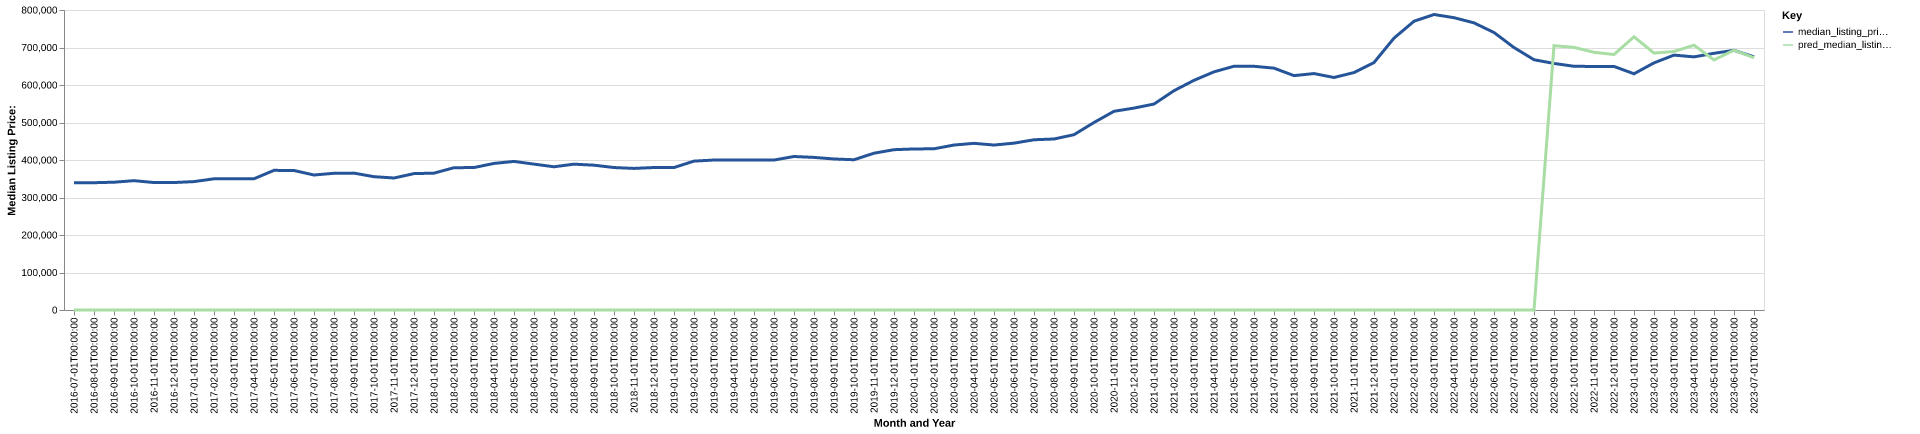 800,000
700,000
600,000
500,000
400,000
300,000
200,000
100,000
0
Median Listing Price:
2016-07-01T00:00:00
2016-08-01T00:00:00
2016-09-01T00:00:00
2016-10-01T00:00:00
2016-11-01T00:00:00
2016-12-01T00:00:00
2017-01-01T00:00:00
2017-02-01T00:00:00
2017-03-01T00:00:00
2017-04-01T00:00:00
2017-05-01T00:00:00
2017-06-01T00:00:00
2017-07-01T00:00:00
2017-08-01T00:00:00
2017-09-01T00:00:00
2017-10-01T00:00:00
2017-11-01T00:00:00
2017-12-01T00:00:00
2018-01-01T00:00:00
2018-02-01T00:00:00
2018-03-01T00:00:00
2018-04-01T00:00:00
2018-05-01T00:00:00
2018-06-01T00:00:00
2018-07-01T00:00:00
2018-08-01T00:00:00
2018-09-01T00:00:00
2018-10-01T00:00:00
2018-11-01T00:00:00
2018-12-01T00:00:00
2019-01-01T00:00:00
2019-02-01T00:00:00
2019-03-01T00:00:00
2019-04-01T00:00:00
2019-05-01T00:00:00
2019-06-01T00:00:00
2019-07-01T00:00:00
2019-08-01T00:00:00
2019-09-01T00:00:00
2019-10-01T00:00:00
2019-11-01T00:00:00
2019-12-01T00:00:00
2020-01-01T00:00:00
2020-02-01T00:00:00
2020-03-01T00:00:00
2020-04-01T00:00:00
2020-05-01T00:00:00
2020-06-01T00:00:00
2020-07-01T00:00:00
2020-08-01T00:00:00
2020-09-01T00:00:00
2020-10-01T00:00:00
2020-11-01T00:00:00
2020-12-01T00:00:00
2021-01-01T00:00:00
2021-02-01T00:00:00
2021-03-01T00:00:00
2021-04-01T00:00:00
2021-05-01T00:00:00
2021-06-01T00:00:00
2021-07-01T00:00:00
2021-08-01T00:00:00
2021-09-01T00:00:00
2021-10-01T00:00:00
2021-11-01T00:00:00
2021-12-01T00:00:00
2022-01-01T00:00:00
2022-02-01T00:00:00
2022-03-01T00:00:00
2022-04-01T00:00:00
2022-05-01T00:00:00
2022-06-01T00:00:00
2022-07-01T00:00:00
2022-08-01T00:00:00
2022-09-01T00:00:00
2022-10-01T00:00:00
2022-11-01T00:00:00
2022-12-01T00:00:00
2023-01-01T00:00:00
2023-02-01T00:00:00
2023-03-01T00:00:00
2023-04-01T00:00:00
2023-05-01T00:00:00
2023-06-01T00:00:00
2023-07-01T00:00:00
Month and Year
Key
median_listing_pri...
pred_median_listin...